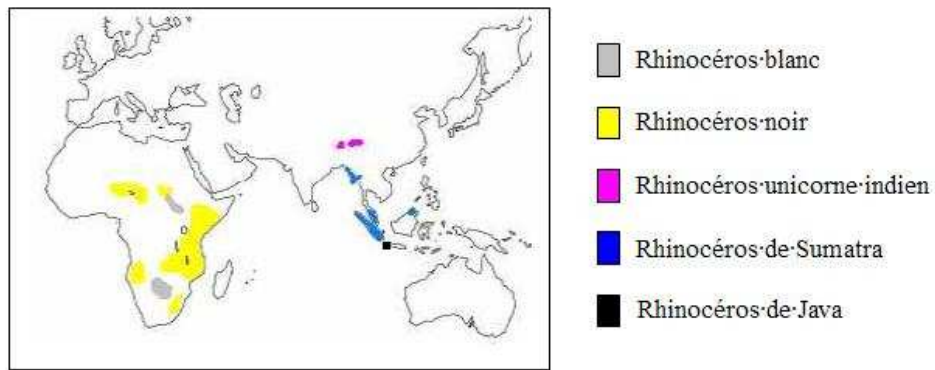 Rhinocéros·blanc
Rhinocéros·noir
Rhinocéros·unicorne·indien
Rhinocéros·de·Sumatra
Rhinocéros·de·Java